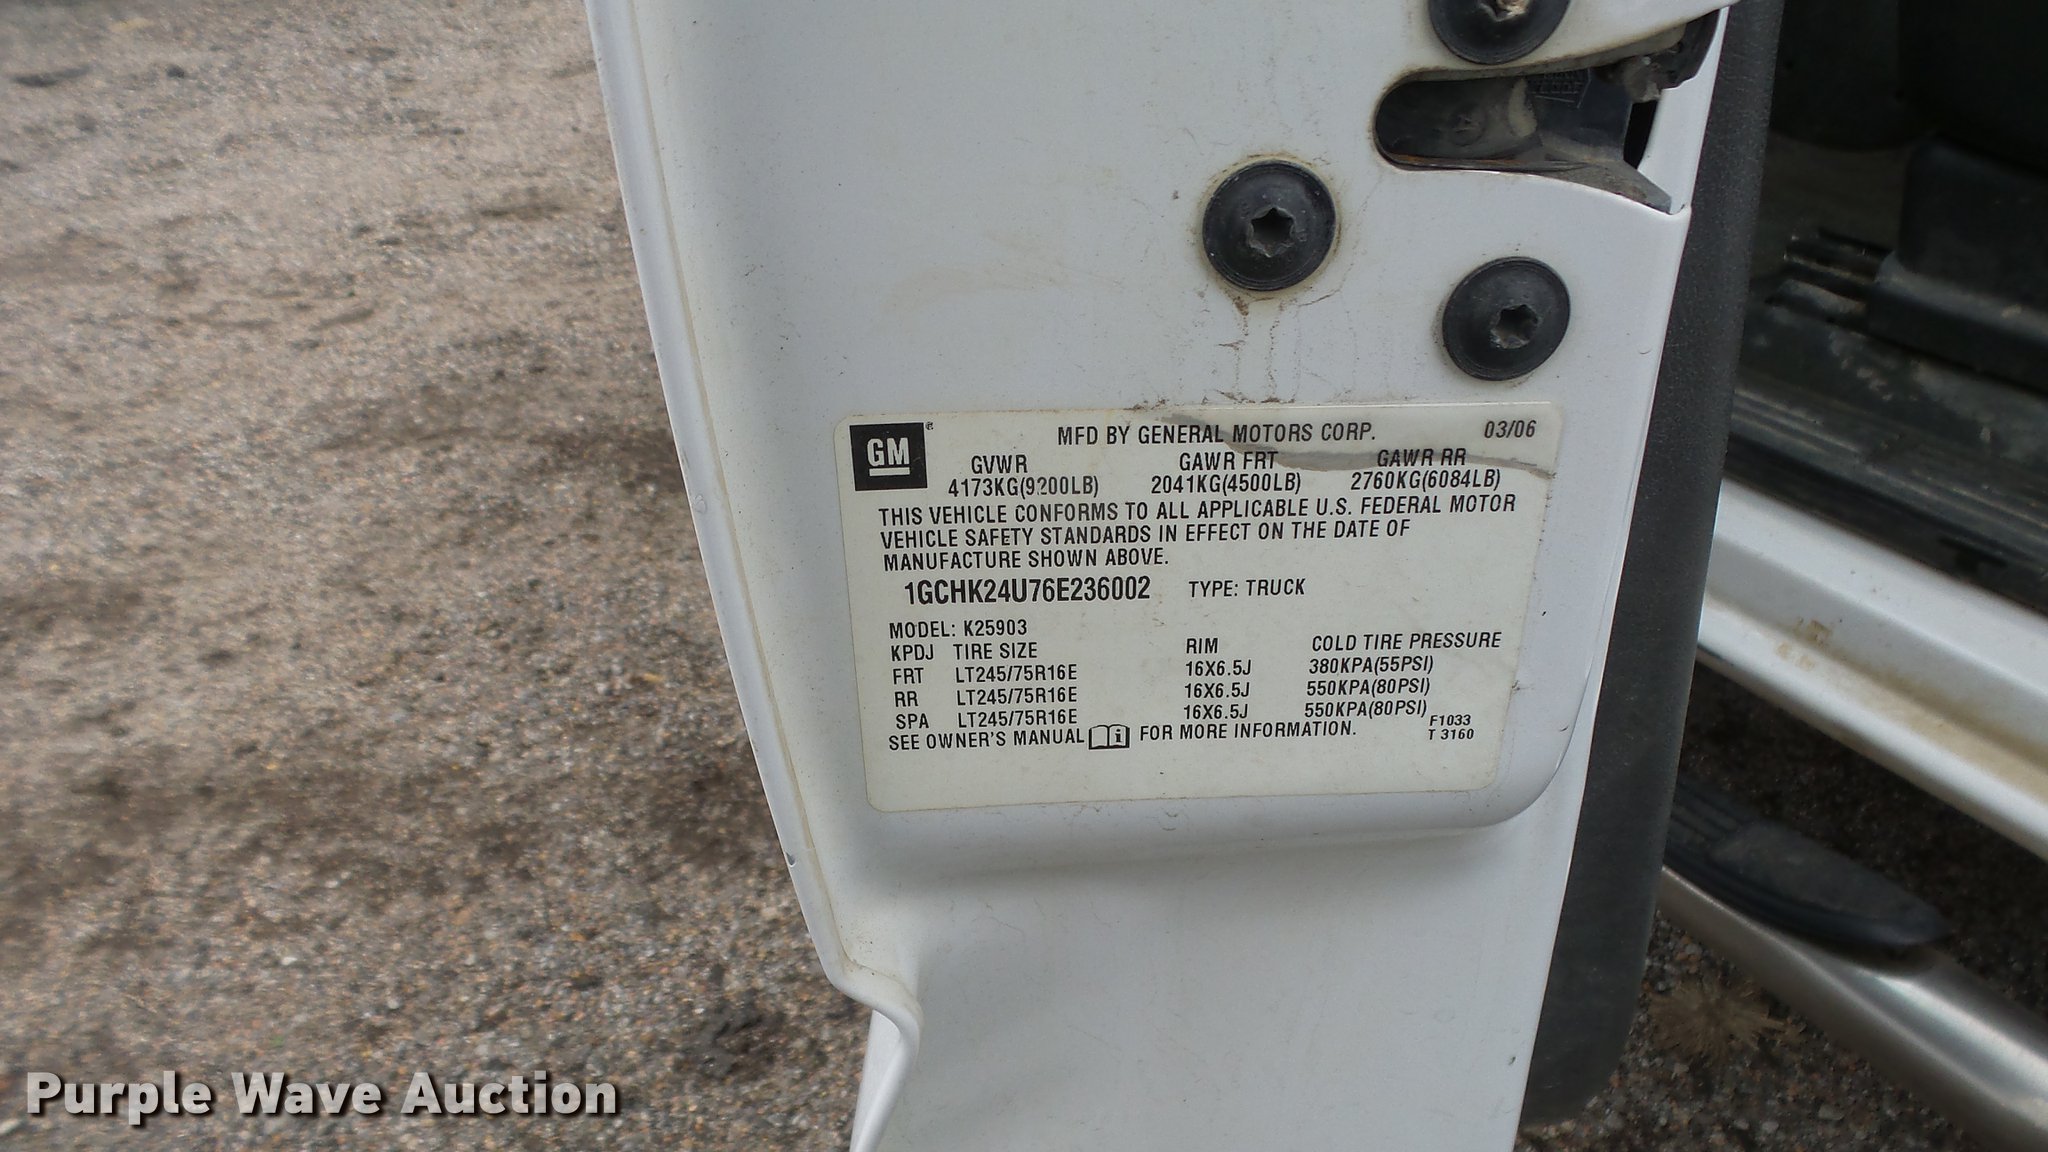 GM ® MFD BY GENERAL MOTORS CORP. 03/06
GVWR GAWR FRT GAWR RR
4173KG(9200LB) 2041KG(4500LB) 2760KG(6084LB)
THIS VEHICLE CONFORMS TO ALL APPLICABLE U.S. FEDERAL MOTOR
VEHICLE SAFETY STANDARDS IN EFFECT ON THE DATE OF
MANUFACTURE SHOWN ABOVE.
1GCHK24U76E236002 TYPE: TRUCK
MODEL: K25903
KPDJ TIRE SIZE RIM COLD TIRE PRESSURE
FRT LT245/75R16E 16X6.5J 380KPA(55PSI)
RR LT245/75R16E 16X6.5J 550KPA(80PSI)
SPA LT245/75R16E 16X6.5J 550KPA(80PSI)
SEE OWNER'S MANUAL FOR MORE INFORMATION.
F1033
T 3160
Purple Wave Auction